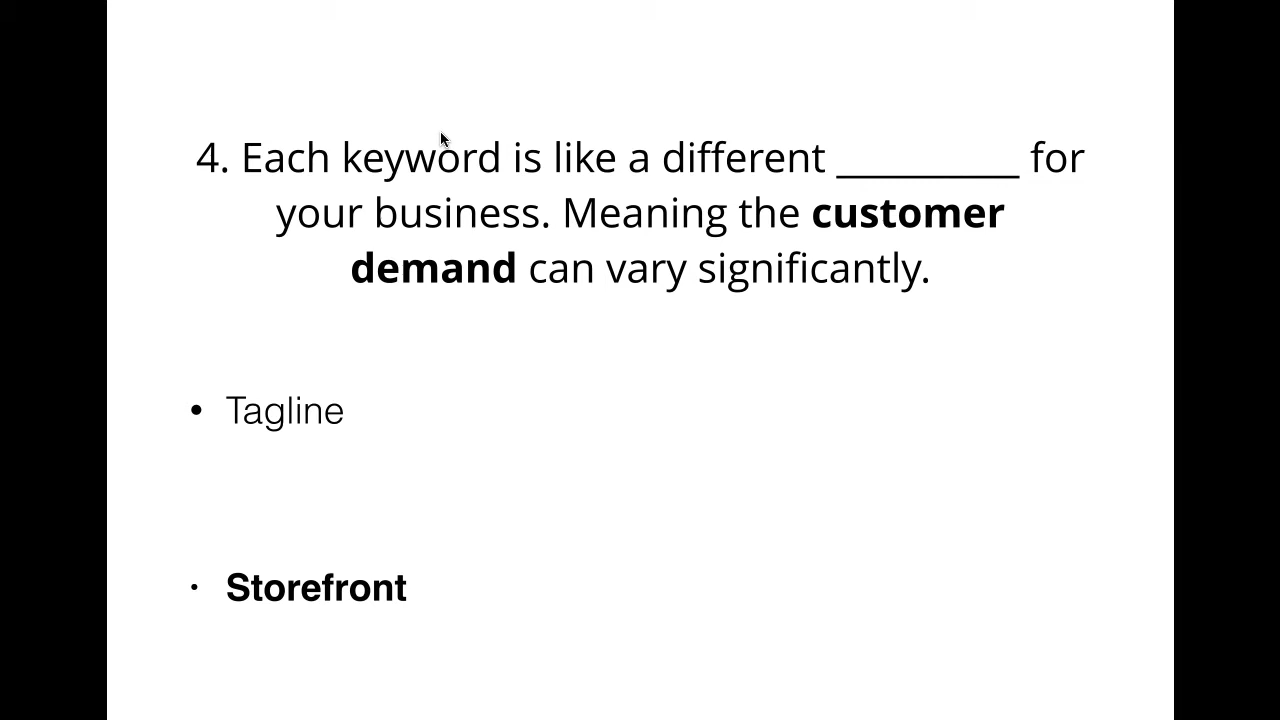 4. Each keyword is like a different __________ for
your business. Meaning the customer
demand can vary significantly.
• Tagline
• Storefront